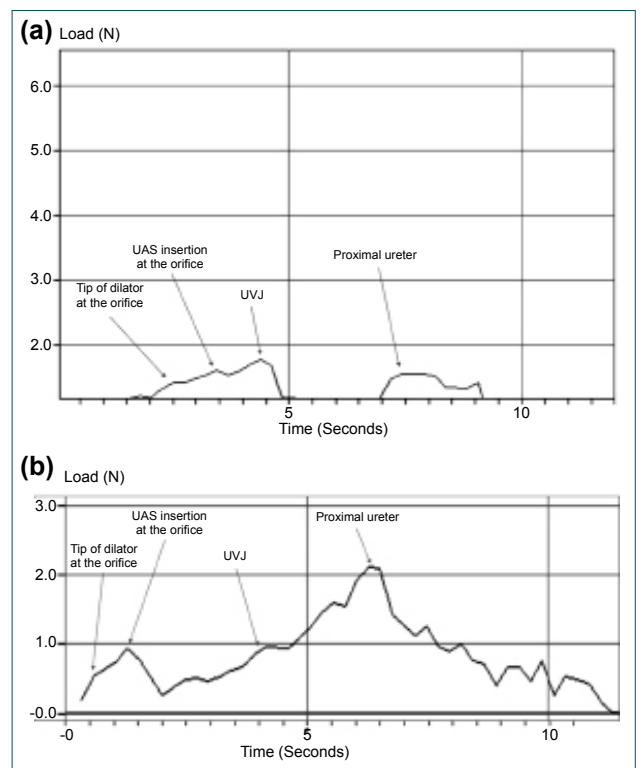 (a) Load (N)
6.0
5.0
4.0
3.0
2.0
UAS insertion
at the orifice
Tip of dilator
at the orifice
UVJ
Proximal ureter
5
10
Time (Seconds)
(b) Load (N)
3.0
2.0
1.0
-0.0
UAS insertion
at the orifice
Tip of dilator
at the orifice
UVJ
Proximal ureter
-0
5
10
Time (Seconds)